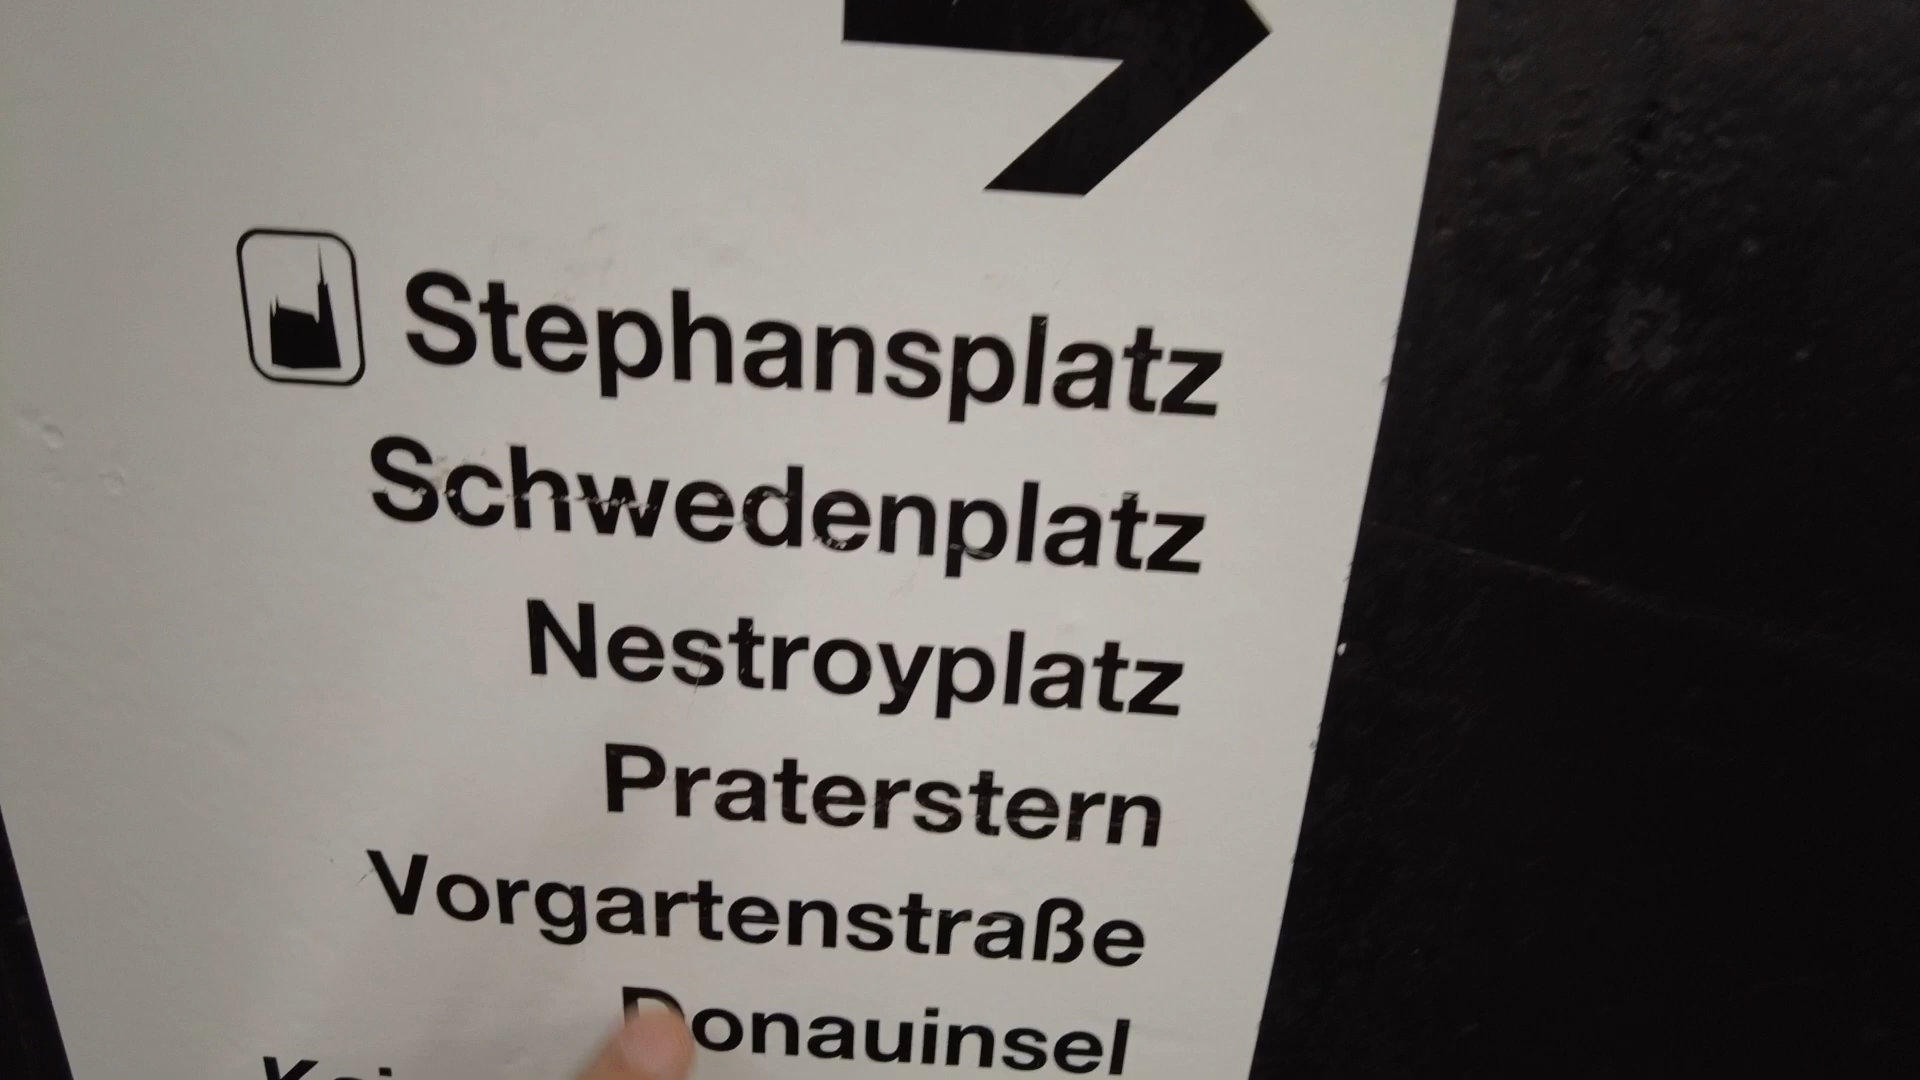 Stephansplatz
Schwedenplatz
Nestroyplatz
Praterstern
Vorgartenstraße
Donauinsel